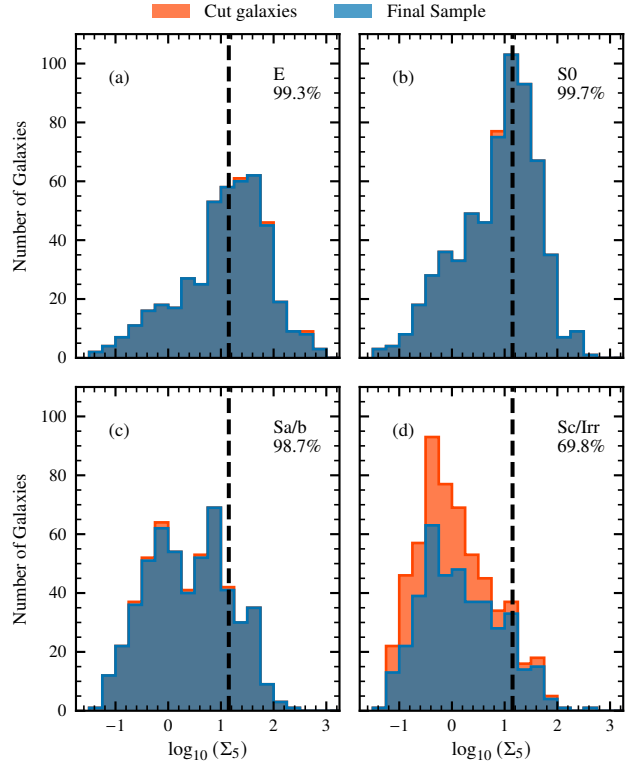 Cut galaxies Final Sample
(a) E
99.3%
(b) S0
99.7%
Number of Galaxies
100
80
60
40
20
0
(c) Sa/b
98.7%
(d) Sc/Irr
69.8%
Number of Galaxies
100
80
60
40
20
0
−1 0 1 2 3
−1 0 1 2 3
log₁₀ (Σ₅)
log₁₀ (Σ₅)